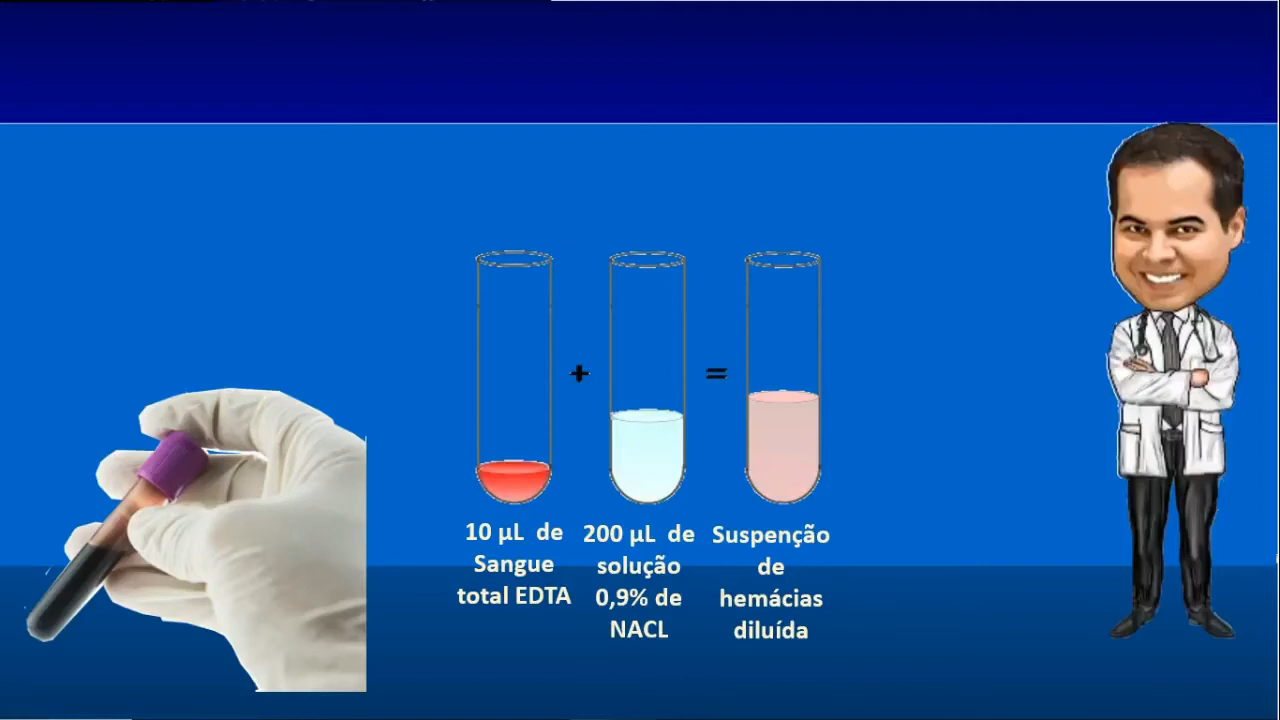 10 µL de
Sangue
total EDTA
+
200 µL de
solução
0,9% de
NACL
=
Suspenção
de
hemácias
diluída